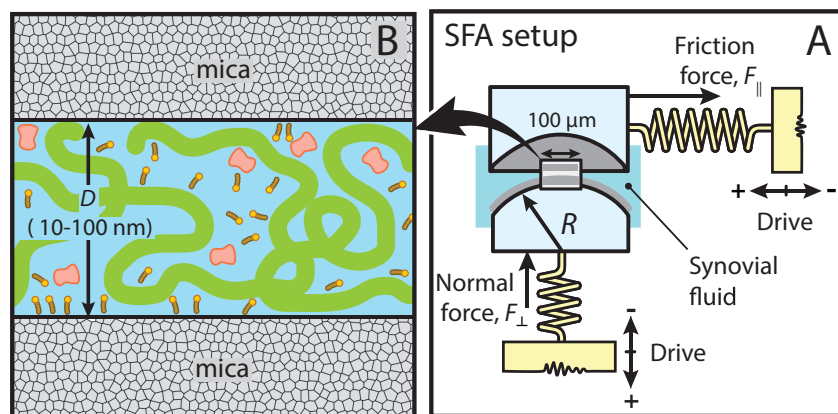 B
mica
D
( 10-100 nm)
mica
SFA setup
A
Friction
force, F∥
100 µm
+ -
Drive
R
Synovial
fluid
Normal
force, F⊥
-
Drive
+